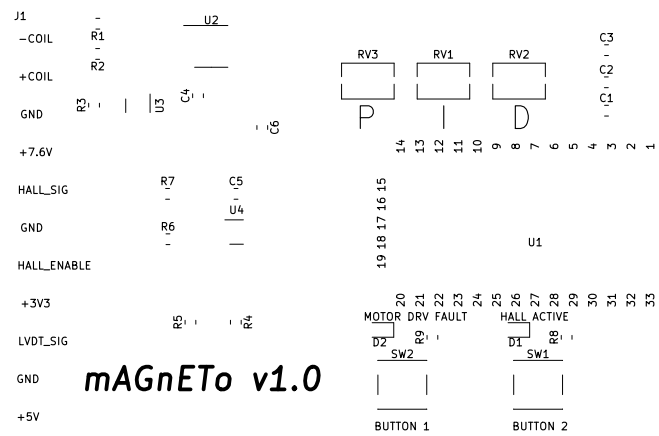 J1
U2
-COIL
R1
C3
RV3
RV1
RV2
R2
C2
+COIL
C4
C1
R3
U3
GND
P
I
D
C6
+7.6V
14 13 12 11 10 9 8 7 6 5 4 3 2 1
R7
C5
HALL_SIG
15
16
U4
17
GND
R6
18
U1
19
HALL_ENABLE
+3V3
20 21 22 23 24 25 26 27 28 29 30 31 32 33
R5
R4
MOTOR DRV FAULT
HALL ACTIVE
LVDT_SIG
D2
R9
D1
R8
SW2
SW1
GND
mAGnETo v1.0
+5V
BUTTON 1
BUTTON 2